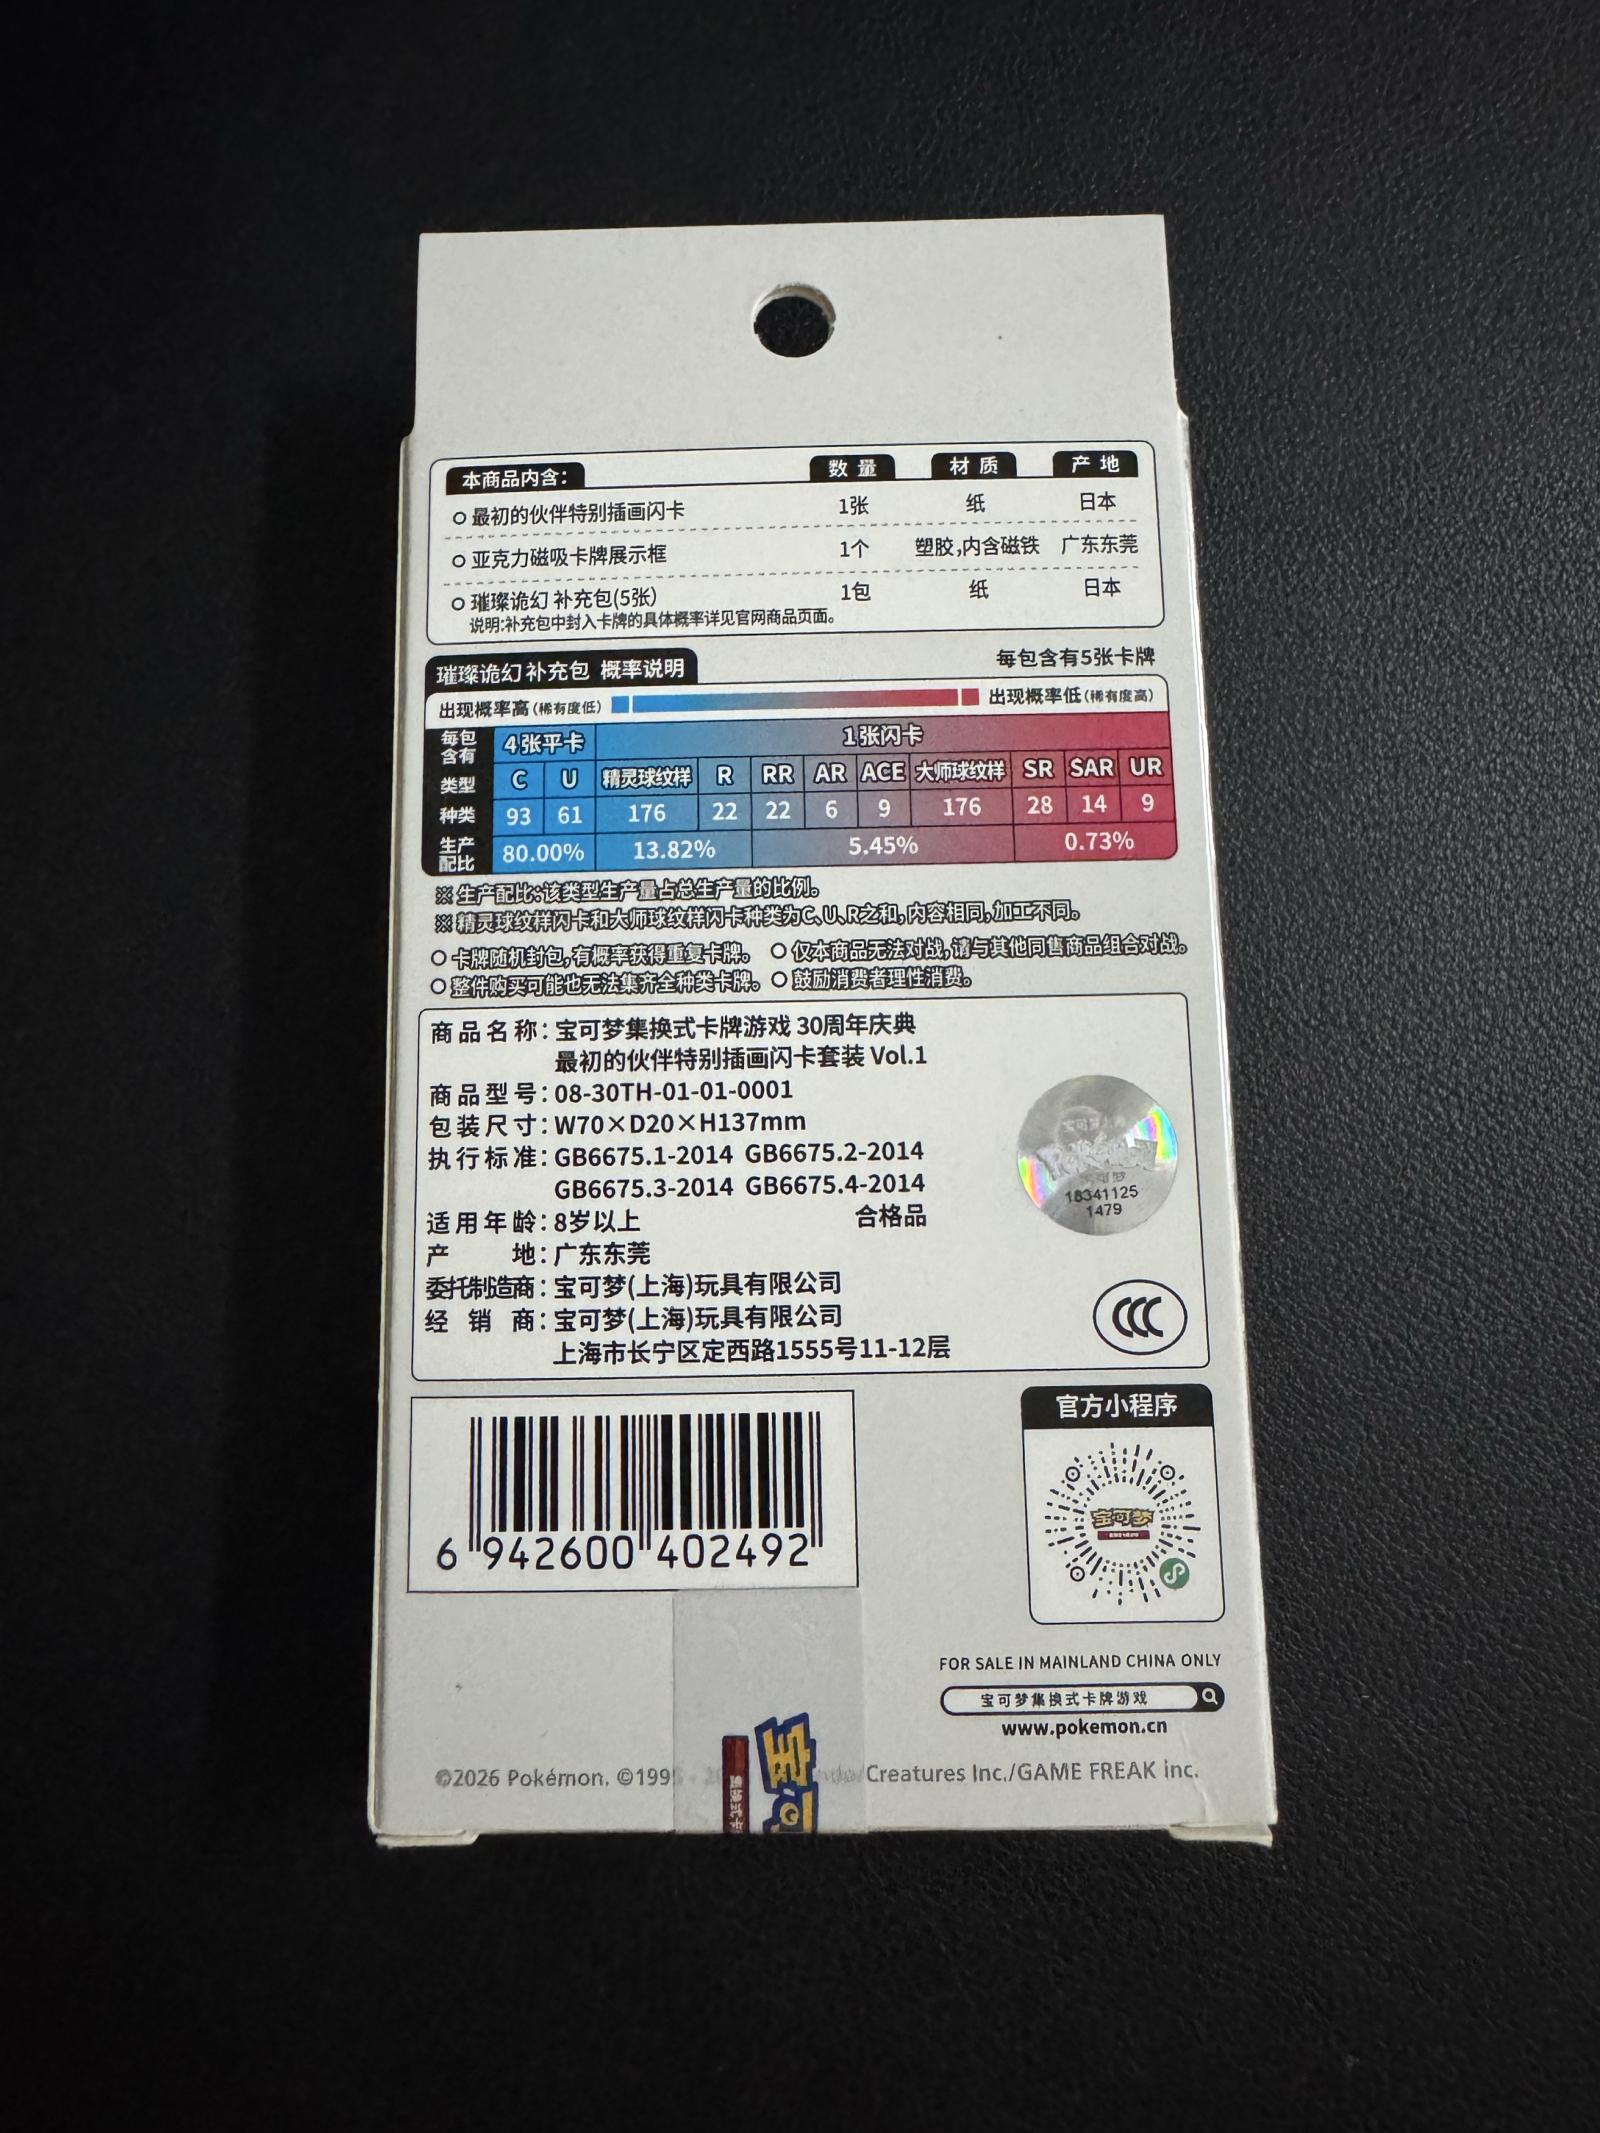 本商品内含： 数量 材质 产地
○ 最初的伙伴特别插画闪卡 1张 纸 日本
○ 亚克力磁吸卡牌展示框 1个 塑胶,内含磁铁 广东东莞
○ 璀璨诡幻 补充包(5张) 1包 纸 日本
说明:补充包中封入卡牌的具体概率详见官网商品页面。
璀璨诡幻 补充包 概率说明 每包含有5张卡牌
出现概率高(稀有度低) 出现概率低(稀有度高)
每包含有 4张平卡 1张闪卡
类型 C U 精灵球纹样 R RR AR ACE 大师球纹样 SR SAR UR
种类 93 61 176 22 22 6 9 176 28 14 9
生产配比 80.00% 13.82% 5.45% 0.73%
※ 生产配比:该类型生产量占总生产量的比例。
※ 精灵球纹样闪卡和大师球纹样闪卡种类为C、U、R之和,内容相同,加工不同。
○ 卡牌随机封包,有概率获得重复卡牌。 ○ 仅本商品无法对战,请与其他同售商品组合对战。
○ 整件购买可能也无法集齐全种类卡牌。 ○ 鼓励消费者理性消费。
商品名称：宝可梦集换式卡牌游戏 30周年庆典
最初的伙伴特别插画闪卡套装 Vol.1
商品型号：08-30TH-01-01-0001
包装尺寸：W70×D20×H137mm
执行标准：GB6675.1-2014 GB6675.2-2014
GB6675.3-2014 GB6675.4-2014
适用年龄：8岁以上 合格品
产地：广东东莞
委托制造商：宝可梦(上海)玩具有限公司
经销商：宝可梦(上海)玩具有限公司
上海市长宁区定西路1555号11-12层
Pokémon
宝可梦
18341125
1479
CCC
6 942600 402492
官方小程序
宝可梦
FOR SALE IN MAINLAND CHINA ONLY
宝可梦集换式卡牌游戏
www.pokemon.cn
©2026 Pokémon. ©1995 Creatures Inc./GAME FREAK inc.
宝可